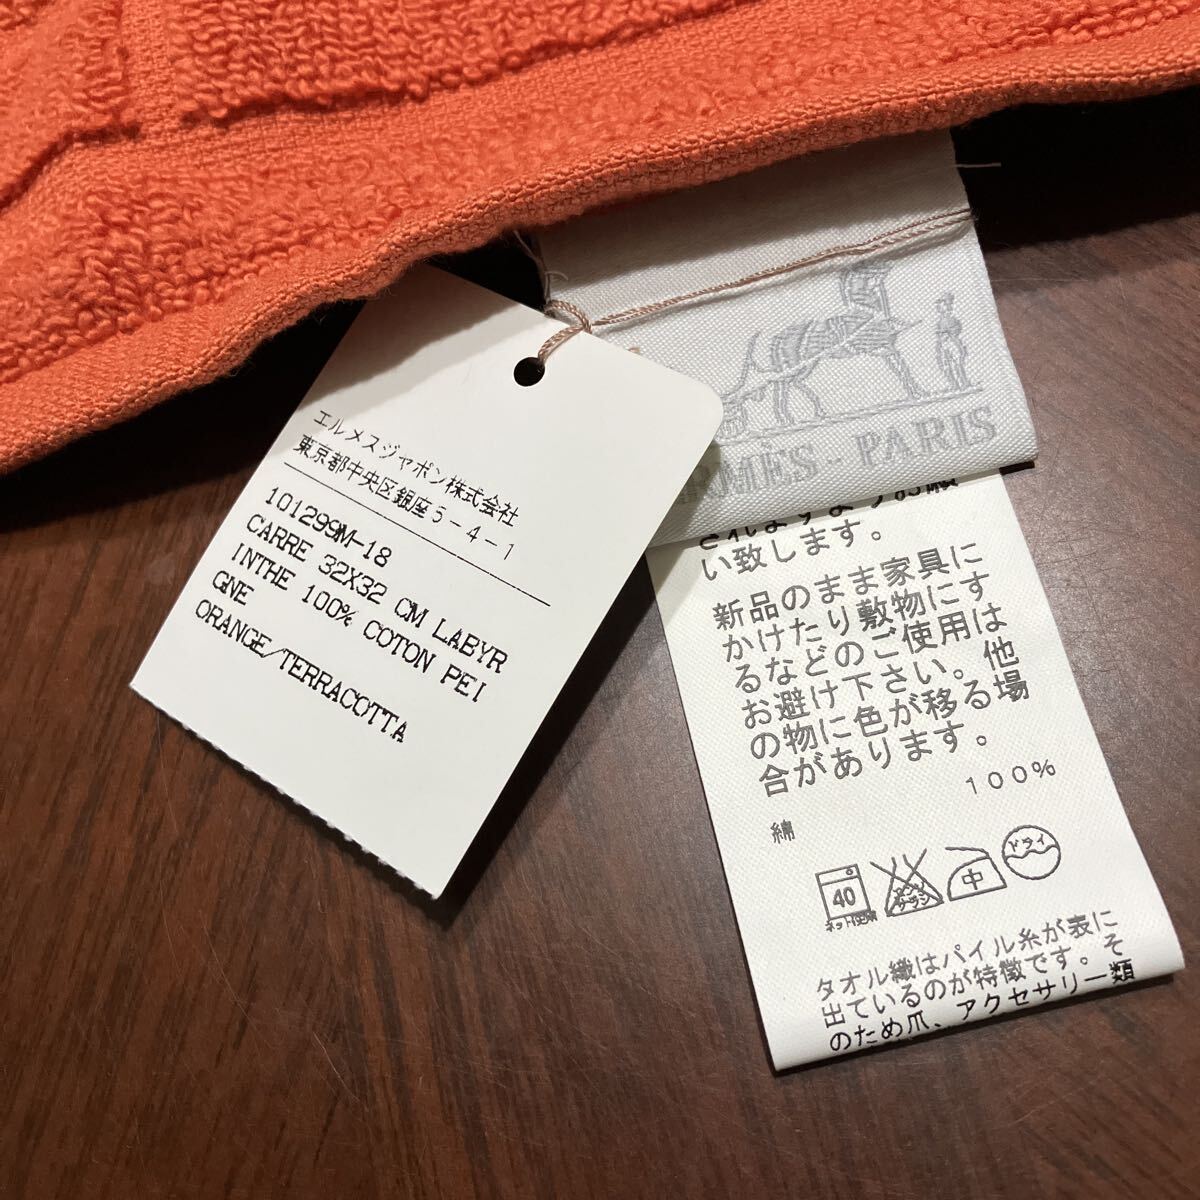 エルメスジャポン株式会社
東京都中央区銀座5-4-1
101299M-18
CARRE 32X32 CM LABYR
INTHE 100% COTON PEI
GNE
ORANGE/TERRACOTTA
PARIS
い致します。
新品のまま家具に
かけたり敷物にす
るなどのご使用は
お避け下さい。他
の物に色が移る場
合があります。
100%
綿
40
中
ドライ
タオル織はパイル糸が表に
出ているのが特徴です。そ
のため爪、アクセサリー類